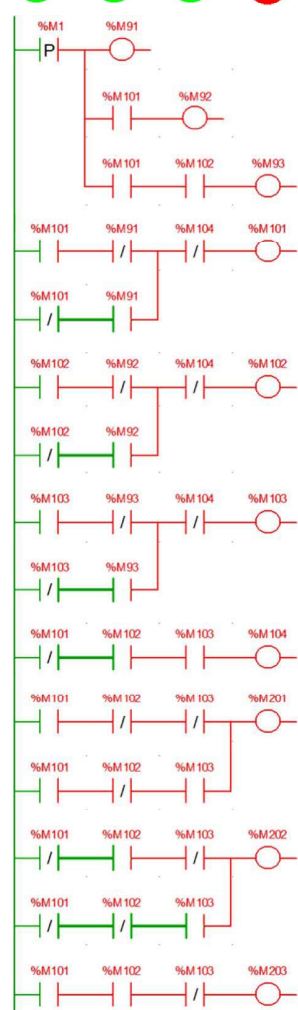 %M1 %M91
P
%M101 %M92
%M101 %M102 %M93
%M101 %M91 %M104 %M101
/ /
%M101 %M91
/
%M102 %M92 %M104 %M102
/ /
%M102 %M92
/
%M103 %M93 %M104 %M103
/ /
%M103 %M93
/
%M101 %M102 %M103 %M104
/
%M101 %M102 %M103 %M201
/ /
%M101 %M102 %M103
/
%M101 %M102 %M103 %M202
/ /
%M101 %M102 %M103
/ /
%M101 %M102 %M103 %M203
/